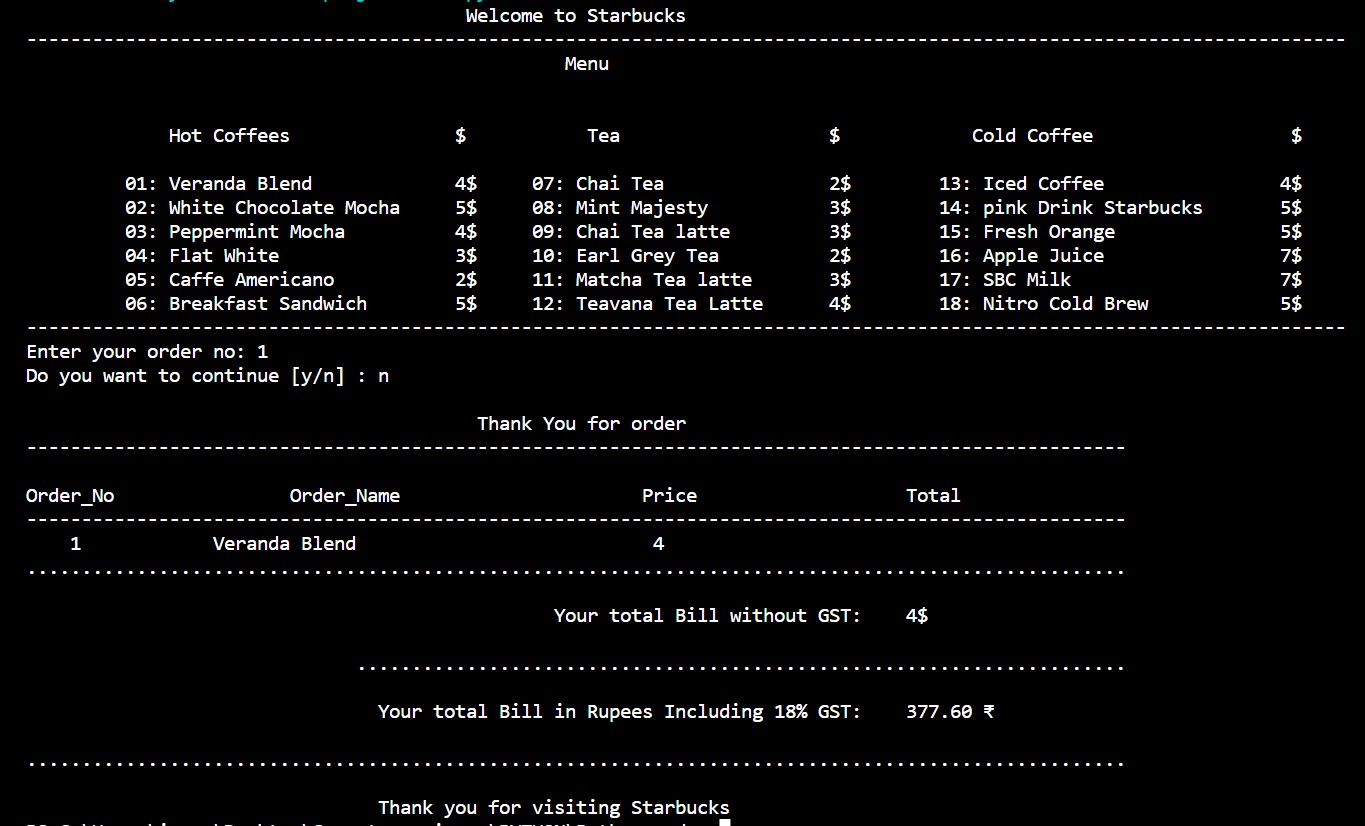 Welcome to Starbucks
------------------------------------------------------------------------------------------------------------------------
Menu
Hot Coffees $ Tea $ Cold Coffee $
01: Veranda Blend 4$ 07: Chai Tea 2$ 13: Iced Coffee 4$
02: White Chocolate Mocha 5$ 08: Mint Majesty 3$ 14: pink Drink Starbucks 5$
03: Peppermint Mocha 4$ 09: Chai Tea latte 3$ 15: Fresh Orange 5$
04: Flat White 3$ 10: Earl Grey Tea 2$ 16: Apple Juice 7$
05: Caffe Americano 2$ 11: Matcha Tea latte 3$ 17: SBC Milk 7$
06: Breakfast Sandwich 5$ 12: Teavana Tea Latte 4$ 18: Nitro Cold Brew 5$
------------------------------------------------------------------------------------------------------------------------
Enter your order no: 1
Do you want to continue [y/n] : n
Thank You for order
----------------------------------------------------------------------------------------------------
Order_No Order_Name Price Total
----------------------------------------------------------------------------------------------------
1 Veranda Blend 4
....................................................................................................
Your total Bill without GST: 4$
......................................................................
Your total Bill in Rupees Including 18% GST: 377.60 ₹
....................................................................................................
Thank you for visiting Starbucks